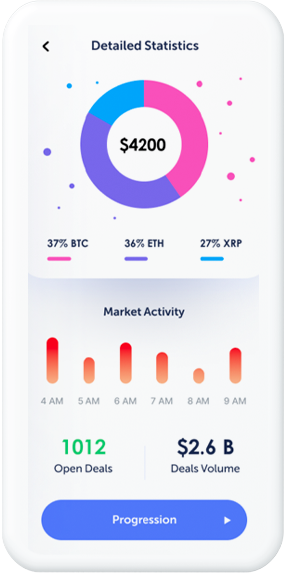 Detailed Statistics
$4200
37% BTC 36% ETH 27% XRP
Market Activity
4 AM 5 AM 6 AM 7 AM 8 AM 9 AM
1012 $2.6 B
Open Deals Deals Volume
Progression